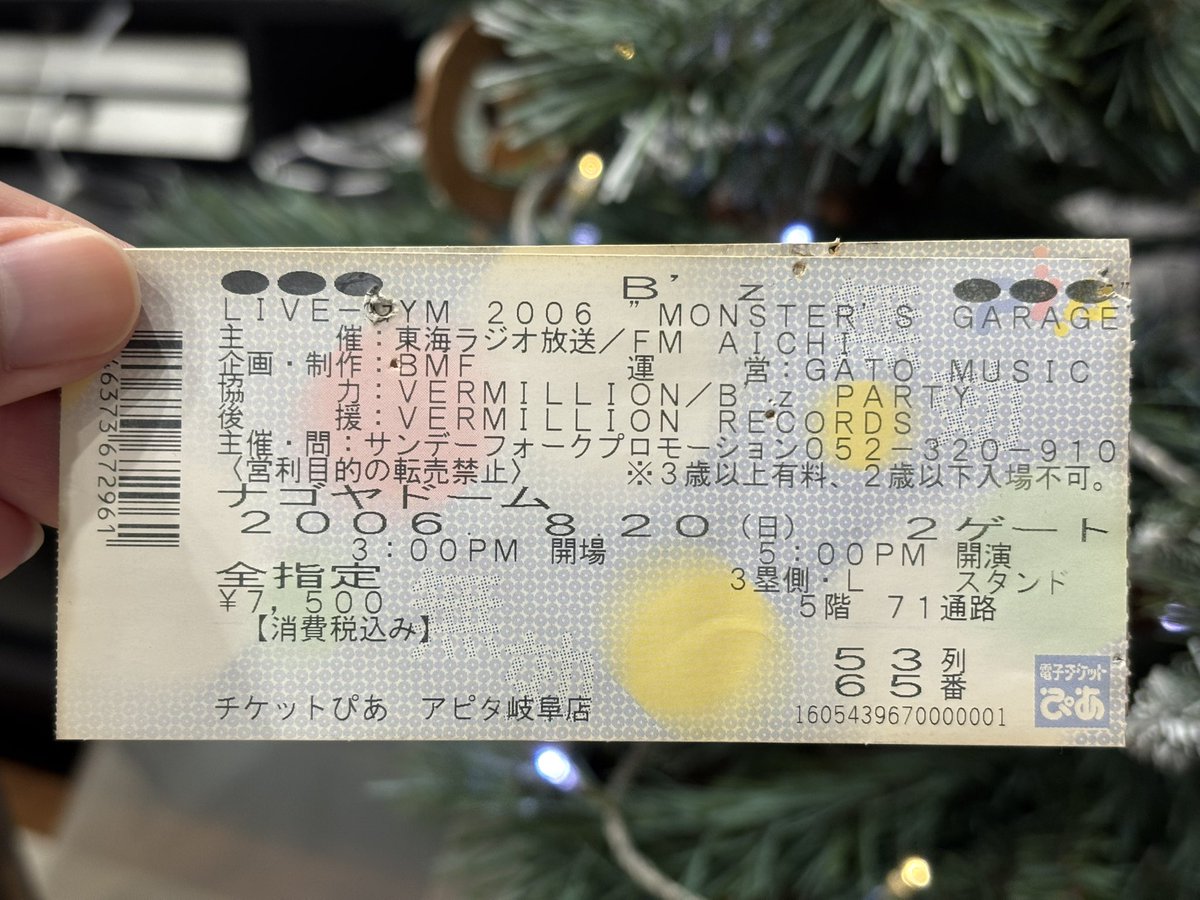 B'z
LIVE-GYM 2006 "MONSTER'S GARAGE"
主催:東海ラジオ放送/FM AICHI
企画・制作:BMF 運営:GATO MUSIC
協力:VERMILLION/B'z PARTY
後援:VERMILLION RECORDS
主催・問:サンデーフォークプロモーション052-320-910
〈営利目的の転売禁止〉 ※3歳以上有料、2歳以下入場不可。
ナゴヤドーム
2006. 8.20(日) 2ゲート
3:00PM 開場 5:00PM 開演
全指定 3塁側・L スタンド
¥7,500 5階 71通路
【消費税込み】
53列
65番
チケットぴあ アピタ岐阜店 1605439670000001
電子チケット
ぴあ
無効